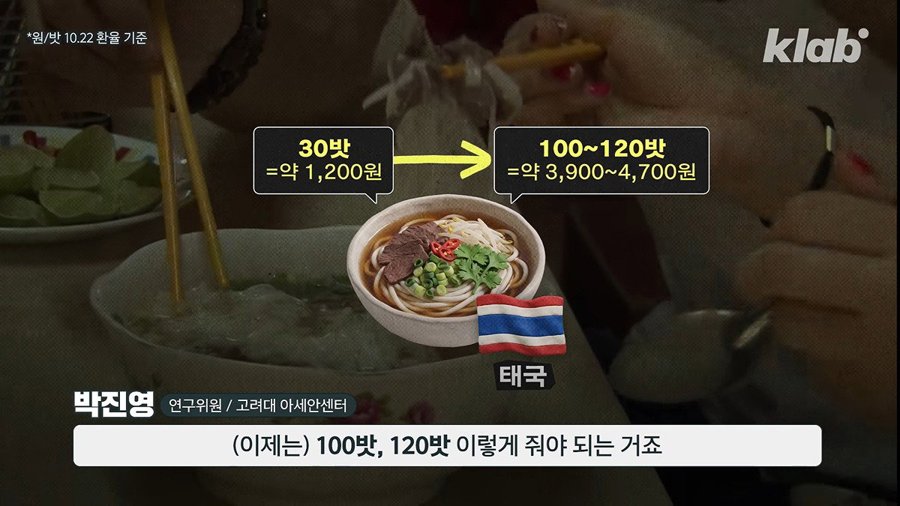 *원/밧 10.22 환율 기준
klab
30밧
=약 1,200원
100~120밧
=약 3,900~4,700원
태국
박진영 연구위원 / 고려대 아세안센터
(이제는) 100밧, 120밧 이렇게 줘야 되는 거죠